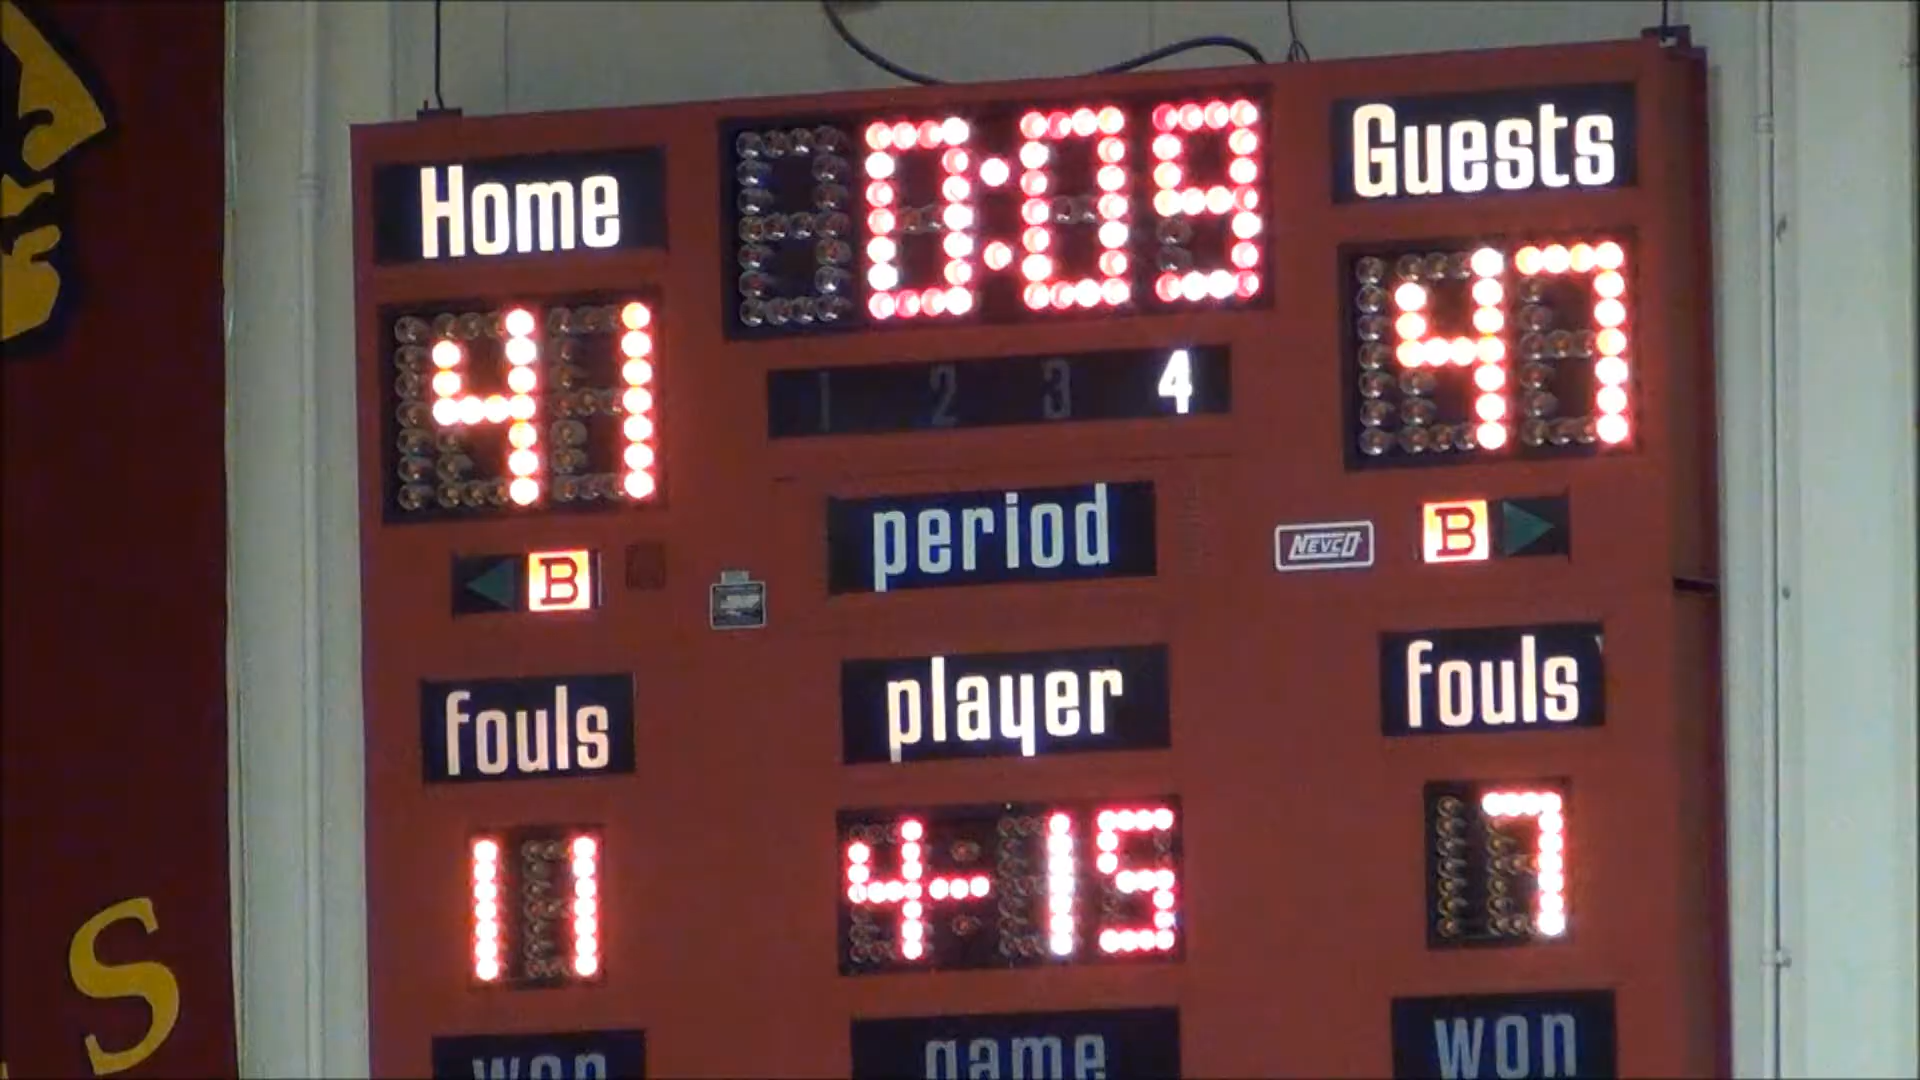 Home 0:09 Guests
41 47
1 2 3 4
B period NEVCO B
fouls player fouls
11 4-15 7
won game won
S